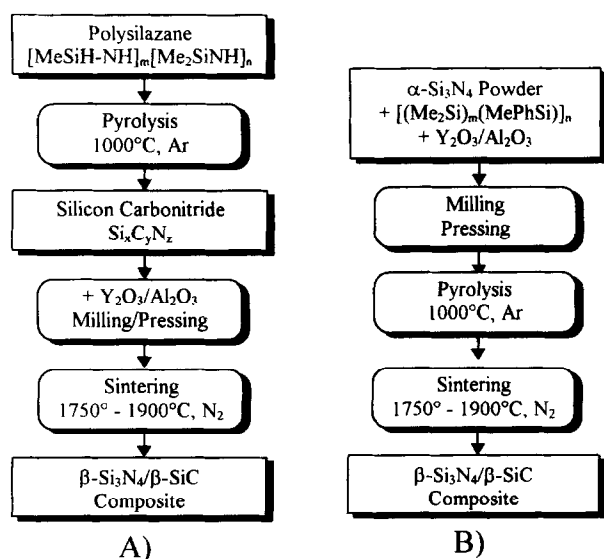 Polysilazane
[MeSiH-NH]ₘ[Me₂SiNH]ₙ
Pyrolysis
1000°C, Ar
Silicon Carbonitride
SiₓCᵧN_z
+ Y₂O₃/Al₂O₃
Milling/Pressing
Sintering
1750° - 1900°C, N₂
β-Si₃N₄/β-SiC
Composite
A)
α-Si₃N₄ Powder
+ [(Me₂Si)ₘ(MePhSi)]ₙ
+ Y₂O₃/Al₂O₃
Milling
Pressing
Pyrolysis
1000°C, Ar
Sintering
1750° - 1900°C, N₂
β-Si₃N₄/β-SiC
Composite
B)